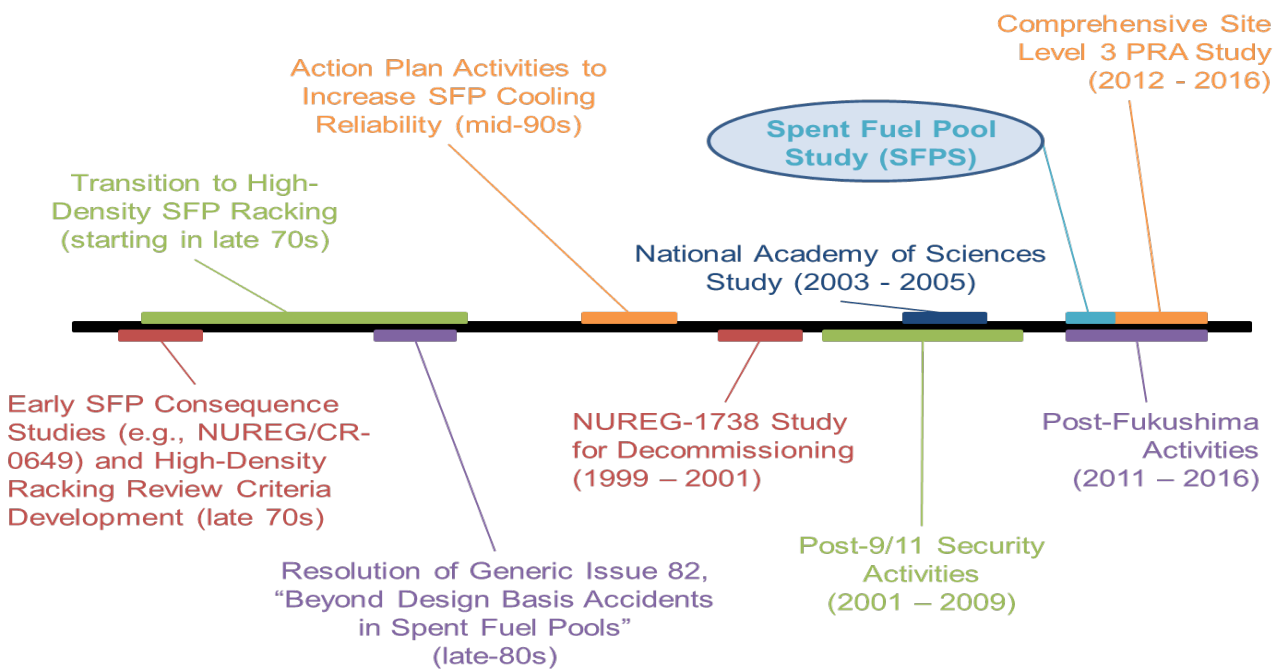 Comprehensive Site
Level 3 PRA Study
(2012 - 2016)
Action Plan Activities to
Increase SFP Cooling
Reliability (mid-90s)
Spent Fuel Pool
Study (SFPS)
Transition to High-
Density SFP Racking
(starting in late 70s)
National Academy of Sciences
Study (2003 - 2005)
Early SFP Consequence
Studies (e.g., NUREG/CR-
0649) and High-Density
Racking Review Criteria
Development (late 70s)
NUREG-1738 Study
for Decommissioning
(1999 – 2001)
Post-Fukushima
Activities
(2011 – 2016)
Post-9/11 Security
Activities
(2001 – 2009)
Resolution of Generic Issue 82,
“Beyond Design Basis Accidents
in Spent Fuel Pools”
(late-80s)